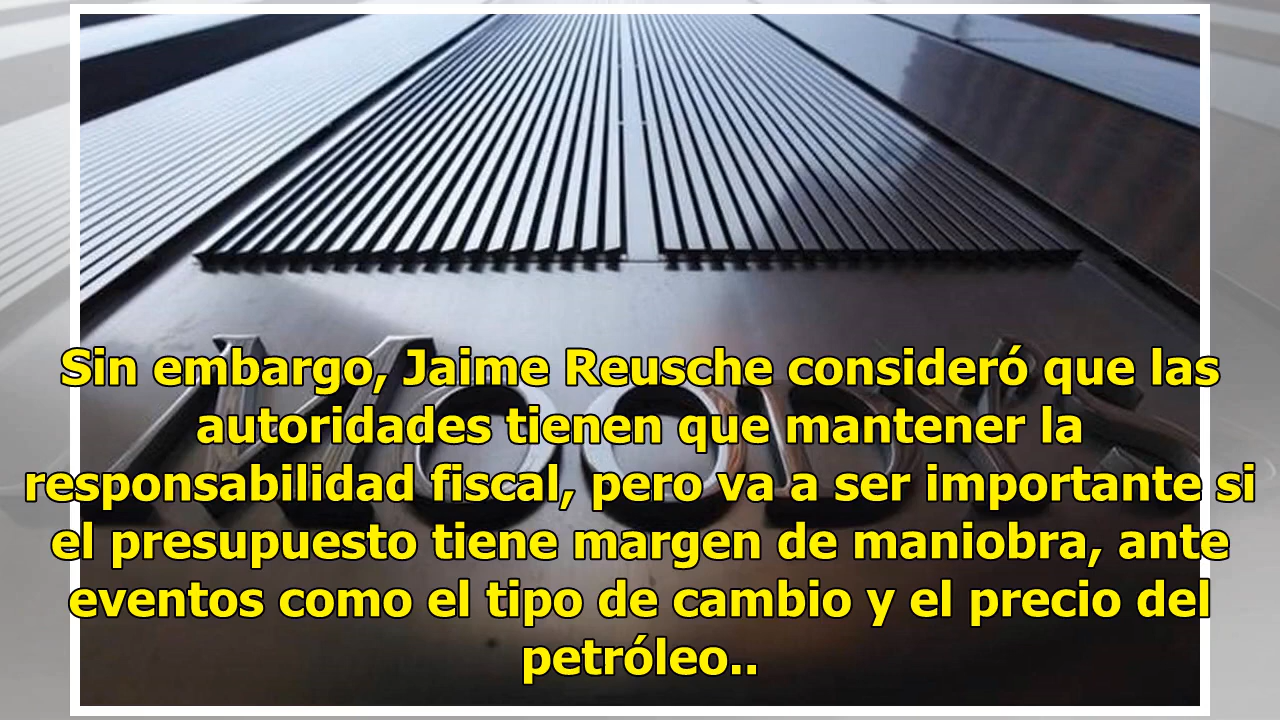 Sin embargo, Jaime Reusche consideró que las
autoridades tienen que mantener la
responsabilidad fiscal, pero va a ser importante si
el presupuesto tiene margen de maniobra, ante
eventos como el tipo de cambio y el precio del
petróleo..
MOODY'S